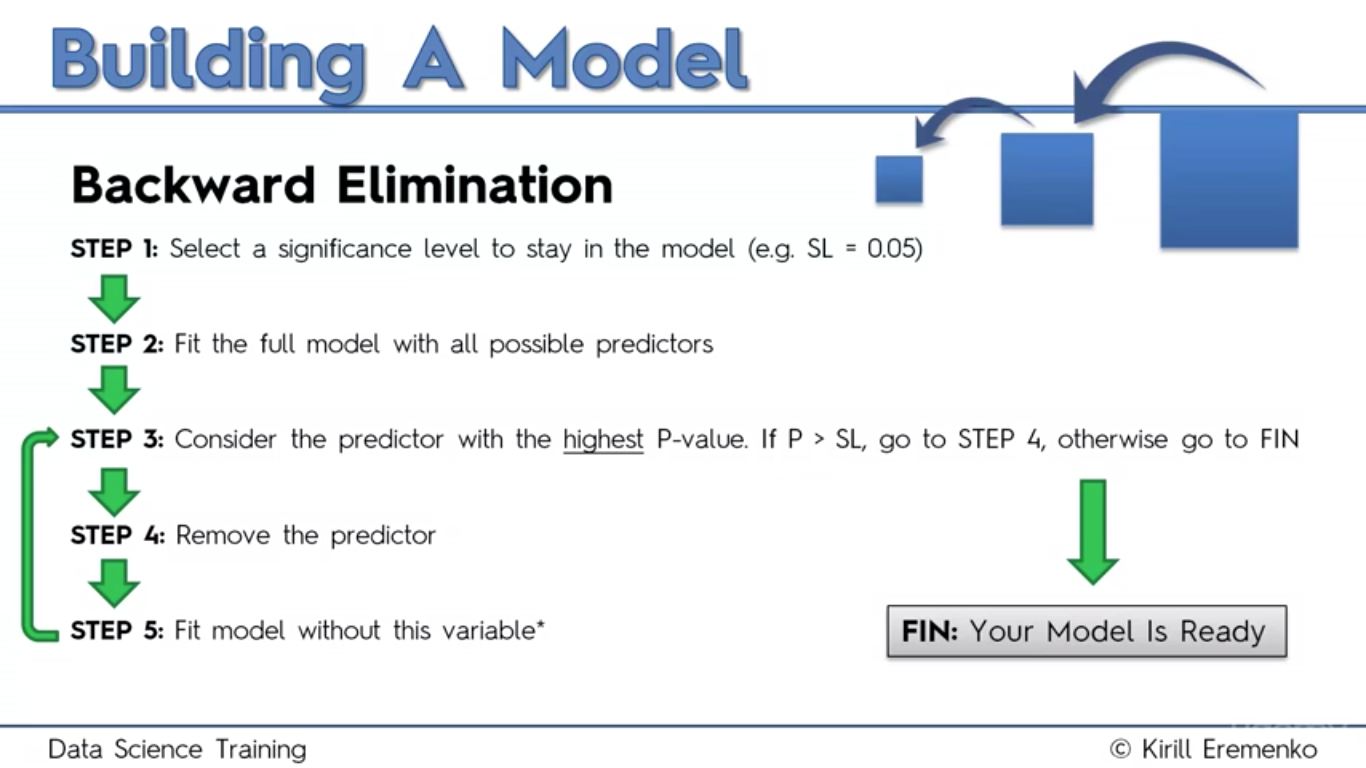 Building A Model
Backward Elimination
STEP 1: Select a significance level to stay in the model (e.g. SL = 0.05)
STEP 2: Fit the full model with all possible predictors
STEP 3: Consider the predictor with the highest P-value. If P > SL, go to STEP 4, otherwise go to FIN
STEP 4: Remove the predictor
STEP 5: Fit model without this variable*
FIN: Your Model Is Ready
Data Science Training
© Kirill Eremenko